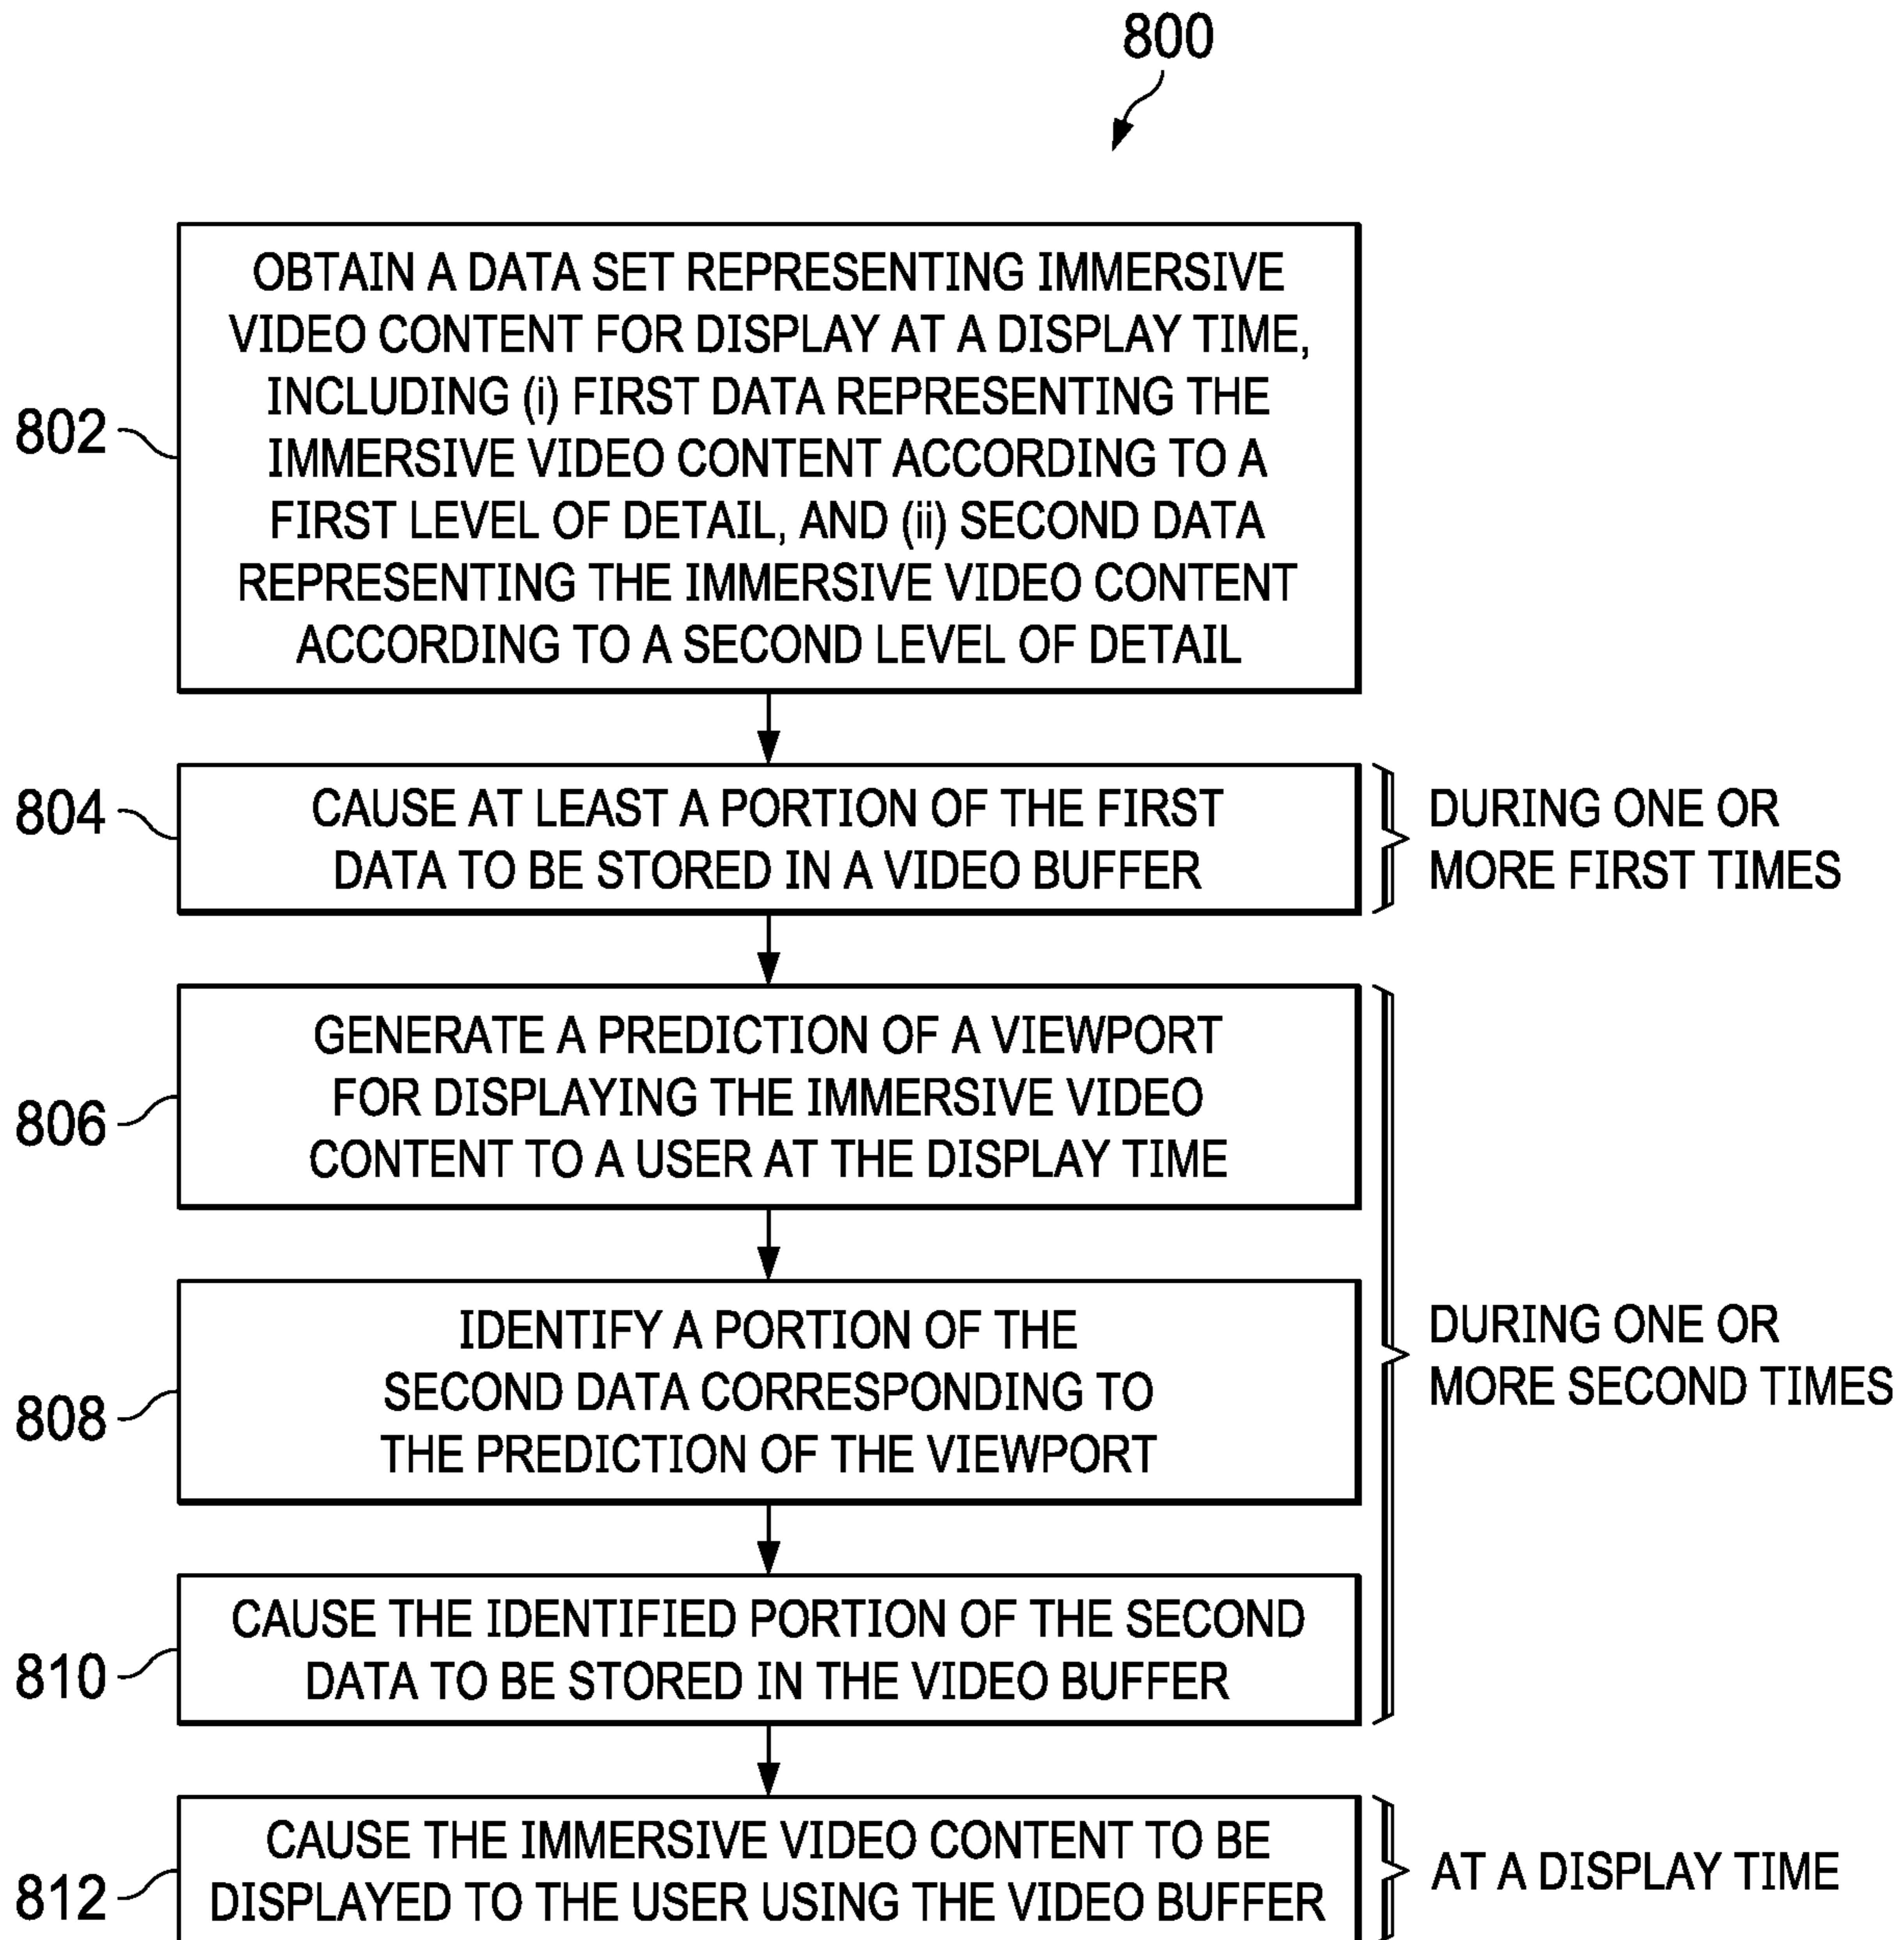 800
802
OBTAIN A DATA SET REPRESENTING IMMERSIVE
VIDEO CONTENT FOR DISPLAY AT A DISPLAY TIME,
INCLUDING (i) FIRST DATA REPRESENTING THE
IMMERSIVE VIDEO CONTENT ACCORDING TO A
FIRST LEVEL OF DETAIL, AND (ii) SECOND DATA
REPRESENTING THE IMMERSIVE VIDEO CONTENT
ACCORDING TO A SECOND LEVEL OF DETAIL
804
CAUSE AT LEAST A PORTION OF THE FIRST
DATA TO BE STORED IN A VIDEO BUFFER
DURING ONE OR
MORE FIRST TIMES
806
GENERATE A PREDICTION OF A VIEWPORT
FOR DISPLAYING THE IMMERSIVE VIDEO
CONTENT TO A USER AT THE DISPLAY TIME
808
IDENTIFY A PORTION OF THE
SECOND DATA CORRESPONDING TO
THE PREDICTION OF THE VIEWPORT
DURING ONE OR
MORE SECOND TIMES
810
CAUSE THE IDENTIFIED PORTION OF THE SECOND
DATA TO BE STORED IN THE VIDEO BUFFER
812
CAUSE THE IMMERSIVE VIDEO CONTENT TO BE
DISPLAYED TO THE USER USING THE VIDEO BUFFER
AT A DISPLAY TIME